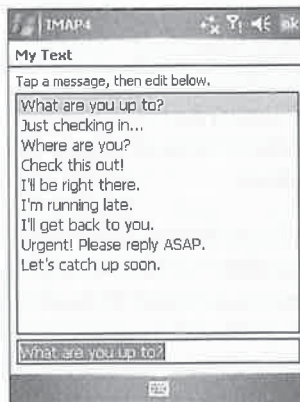 IMAP4 ok
My Text
Tap a message, then edit below.
What are you up to?
Just checking in...
Where are you?
Check this out!
I'll be right there.
I'm running late.
I'll get back to you.
Urgent! Please reply ASAP.
Let's catch up soon.
What are you up to?